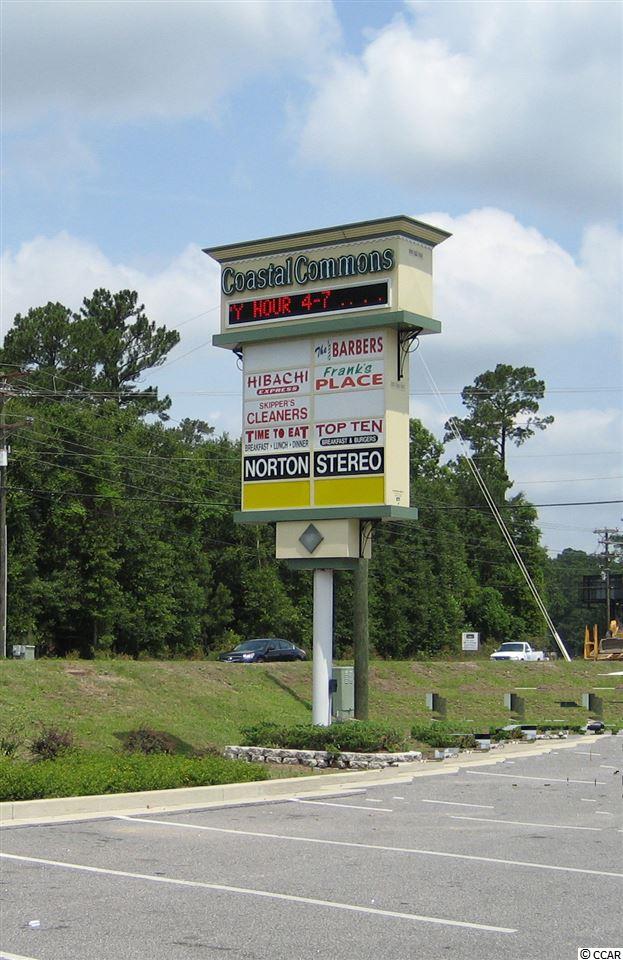 Coastal Commons
'Y HOUR 4-7 ....
The BARBERS
HIBACHI
EXPRESS
Frank's
PLACE
SKIPPER'S
CLEANERS
TIME TO EAT
BREAKFAST • LUNCH • DINNER
TOP TEN
BREAKFAST & BURGERS
NORTON STEREO
© CCAR